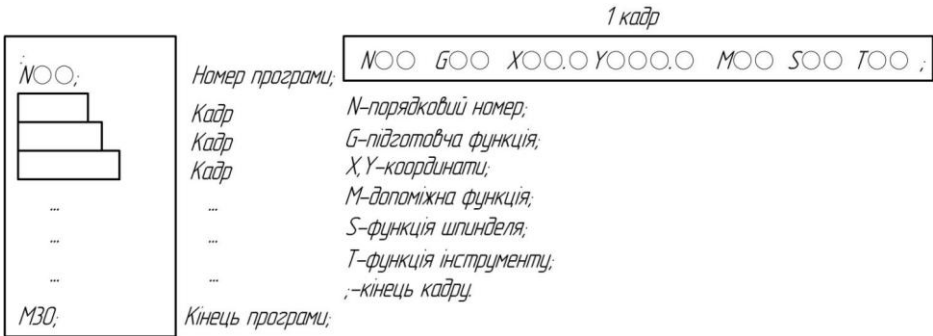 1 кадр
;
N○○; Номер програми;
N○○ G○○ X○○.○ Y○○○.○ M○○ S○○ T○○ ;
Кадр
Кадр
Кадр
... ...
... ...
... ...
M30; Кінець програми;
N–порядковий номер;
G–підготовча функція;
X,Y–координати;
M–допоміжна функція;
S–функція шпинделя;
T–функція інструменту;
;–кінець кадру.